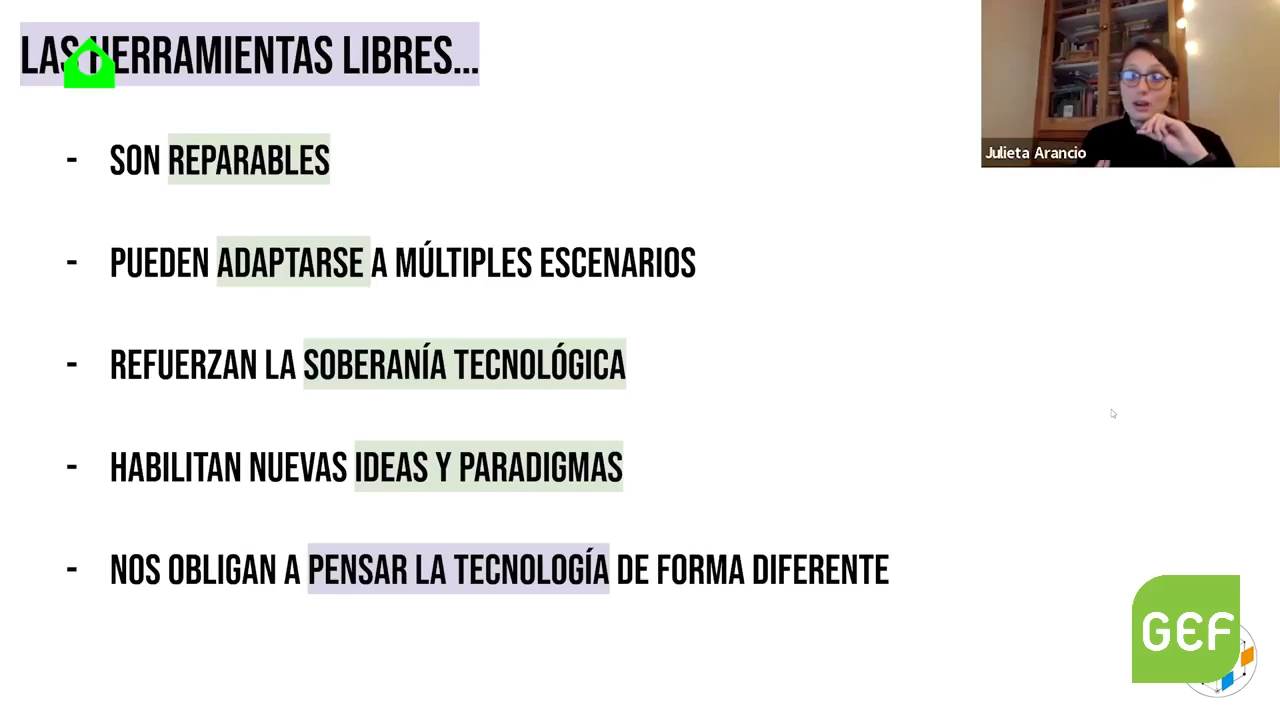 LAS HERRAMIENTAS LIBRES...
Julieta Arancio
- SON REPARABLES
- PUEDEN ADAPTARSE A MÚLTIPLES ESCENARIOS
- REFUERZAN LA SOBERANÍA TECNOLÓGICA
- HABILITAN NUEVAS IDEAS Y PARADIGMAS
- NOS OBLIGAN A PENSAR LA TECNOLOGÍA DE FORMA DIFERENTE
GEF